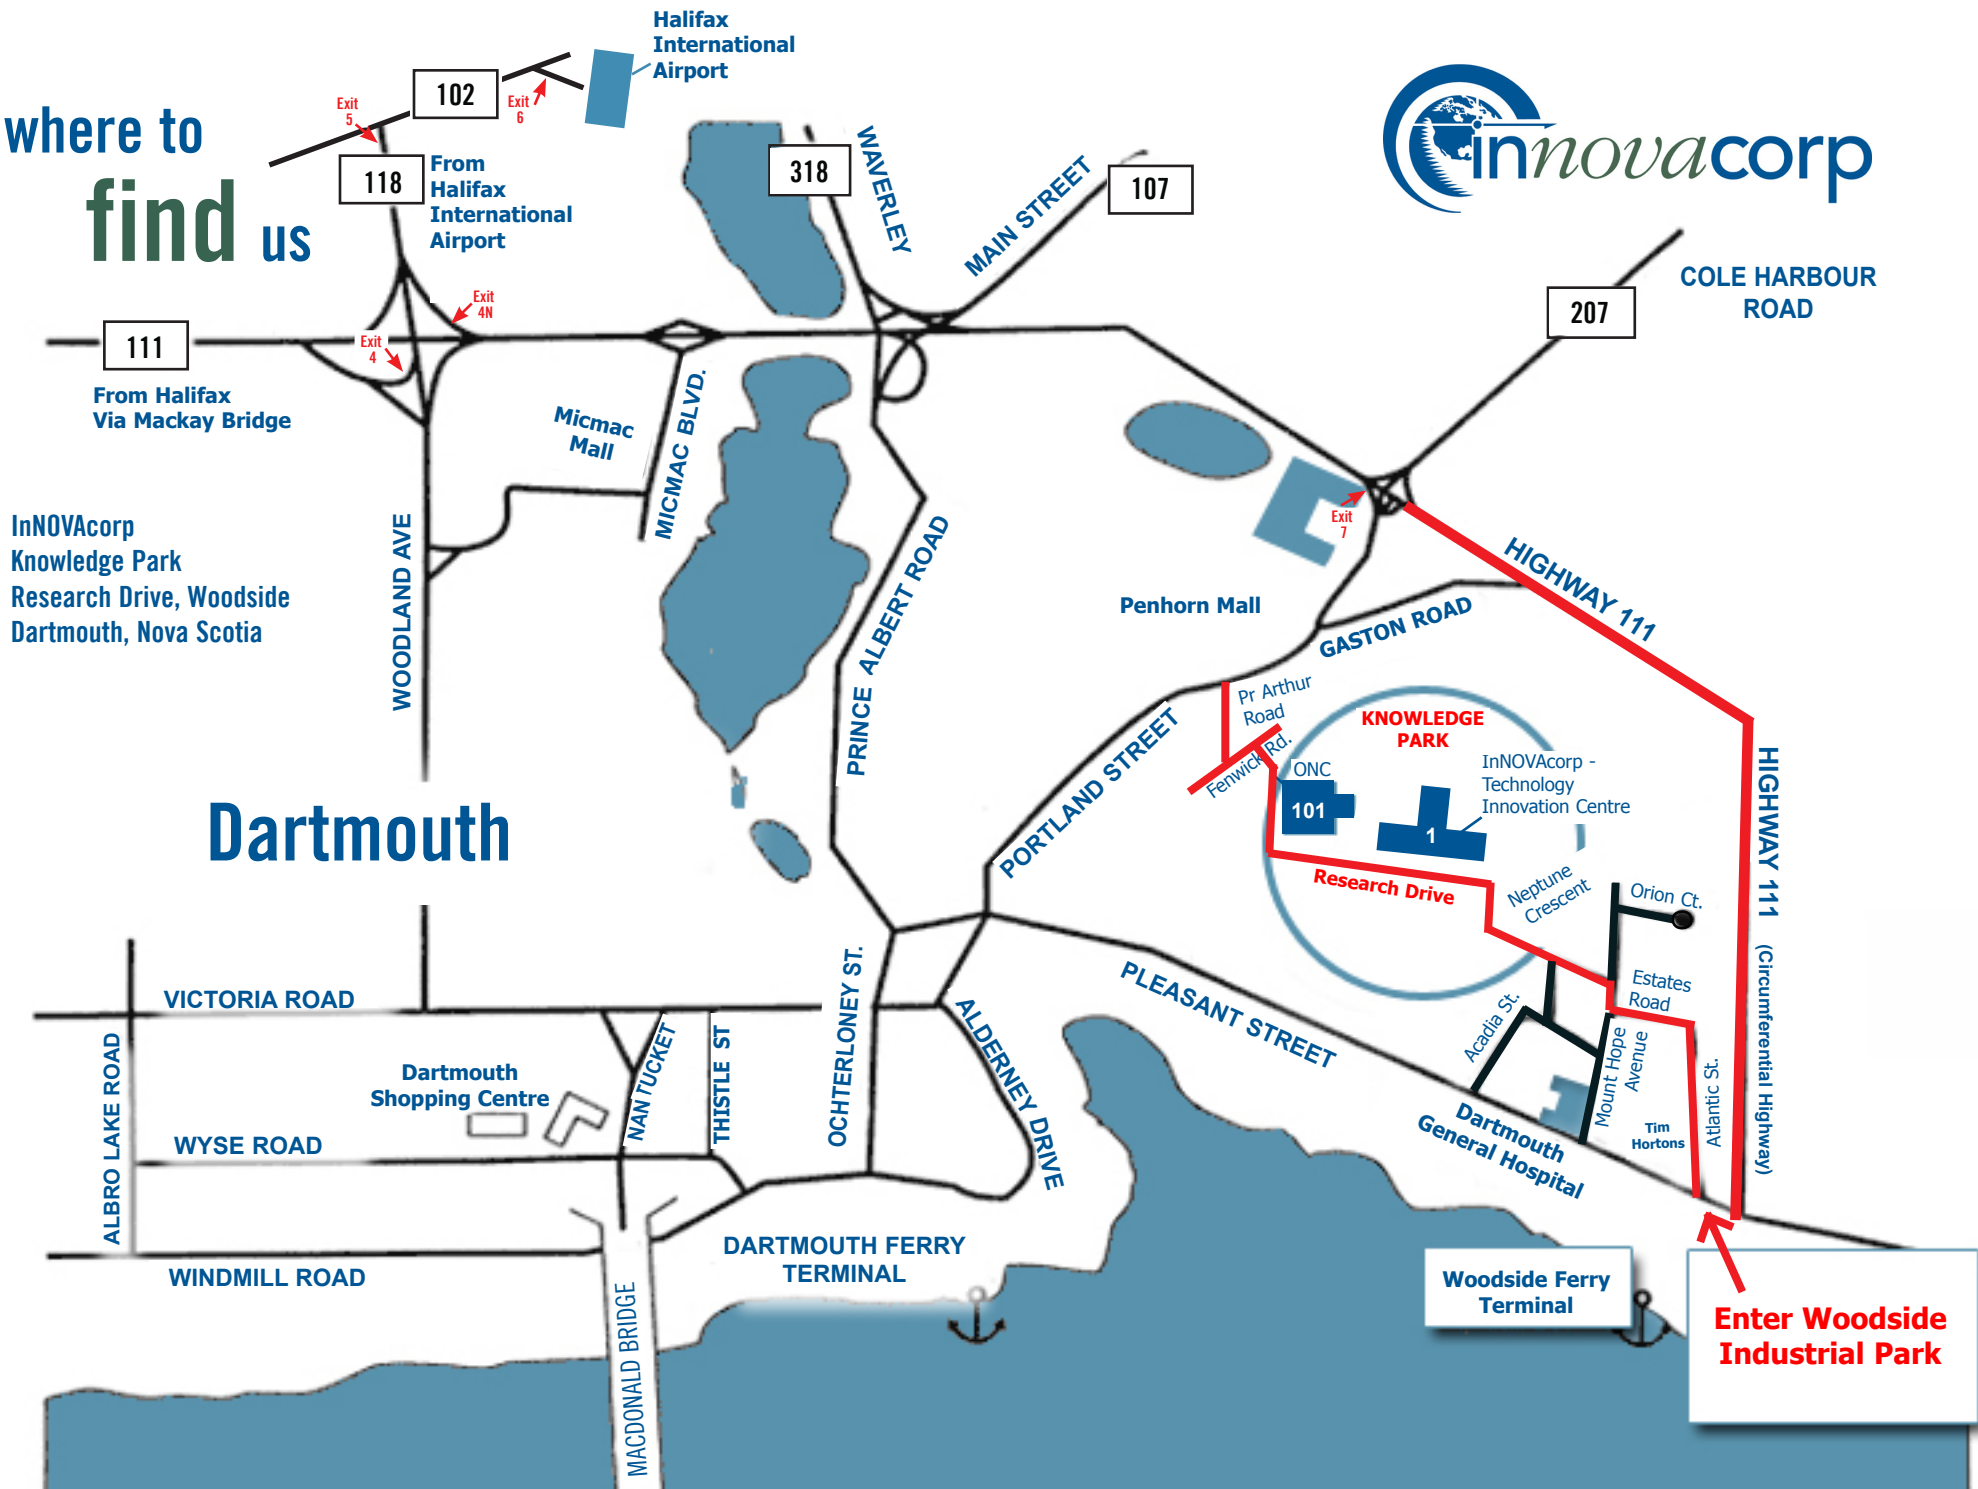 where to
find us
Halifax
International
Airport
102
Exit
5
Exit
6
118
From
Halifax
International
Airport
318
WAVERLEY
MAIN STREET
107
innovacorp
COLE HARBOUR
ROAD
207
111
Exit
4N
Exit
4
From Halifax
Via Mackay Bridge
Micmac
Mall
MICMAC BLVD.
InNOVAcorp
Knowledge Park
Research Drive, Woodside
Dartmouth, Nova Scotia
WOODLAND AVE
PRINCE ALBERT ROAD
Exit
7
HIGHWAY 111
Penhorn Mall
GASTON ROAD
Pr Arthur
Road
Fenwick Rd.
KNOWLEDGE
PARK
ONC
101
1
InNOVAcorp -
Technology
Innovation Centre
PORTLAND STREET
HIGHWAY 111
(Circumferential Highway)
Dartmouth
Research Drive
Neptune
Crescent
Orion Ct.
Estates
Road
PLEASANT STREET
Acadia St.
Mount Hope
Avenue
Atlantic St.
Tim
Hortons
VICTORIA ROAD
ALBRO LAKE ROAD
Dartmouth
Shopping Centre
NANTUCKET
THISTLE ST
OCHTERLONEY ST.
ALDERNEY DRIVE
WYSE ROAD
Dartmouth
General Hospital
WINDMILL ROAD
DARTMOUTH FERRY
TERMINAL
MACDONALD BRIDGE
Woodside Ferry
Terminal
Enter Woodside
Industrial Park